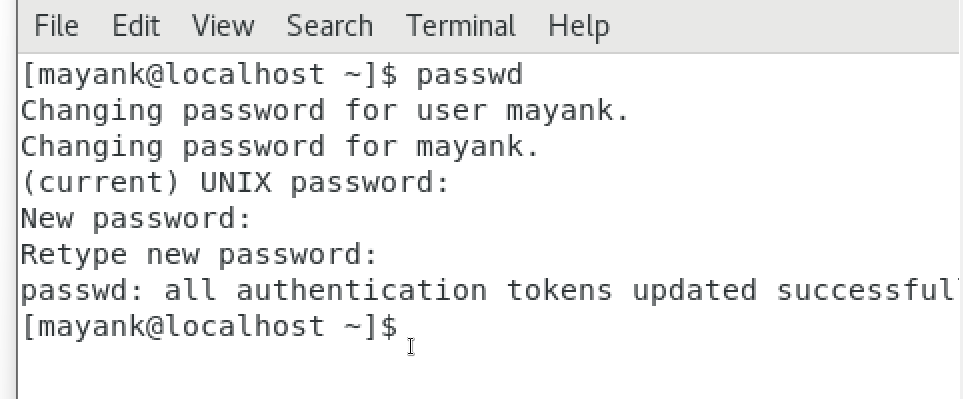 File Edit View Search Terminal Help
[mayank@localhost ~]$ passwd
Changing password for user mayank.
Changing password for mayank.
(current) UNIX password:
New password:
Retype new password:
passwd: all authentication tokens updated
[mayank@localhost ~]$